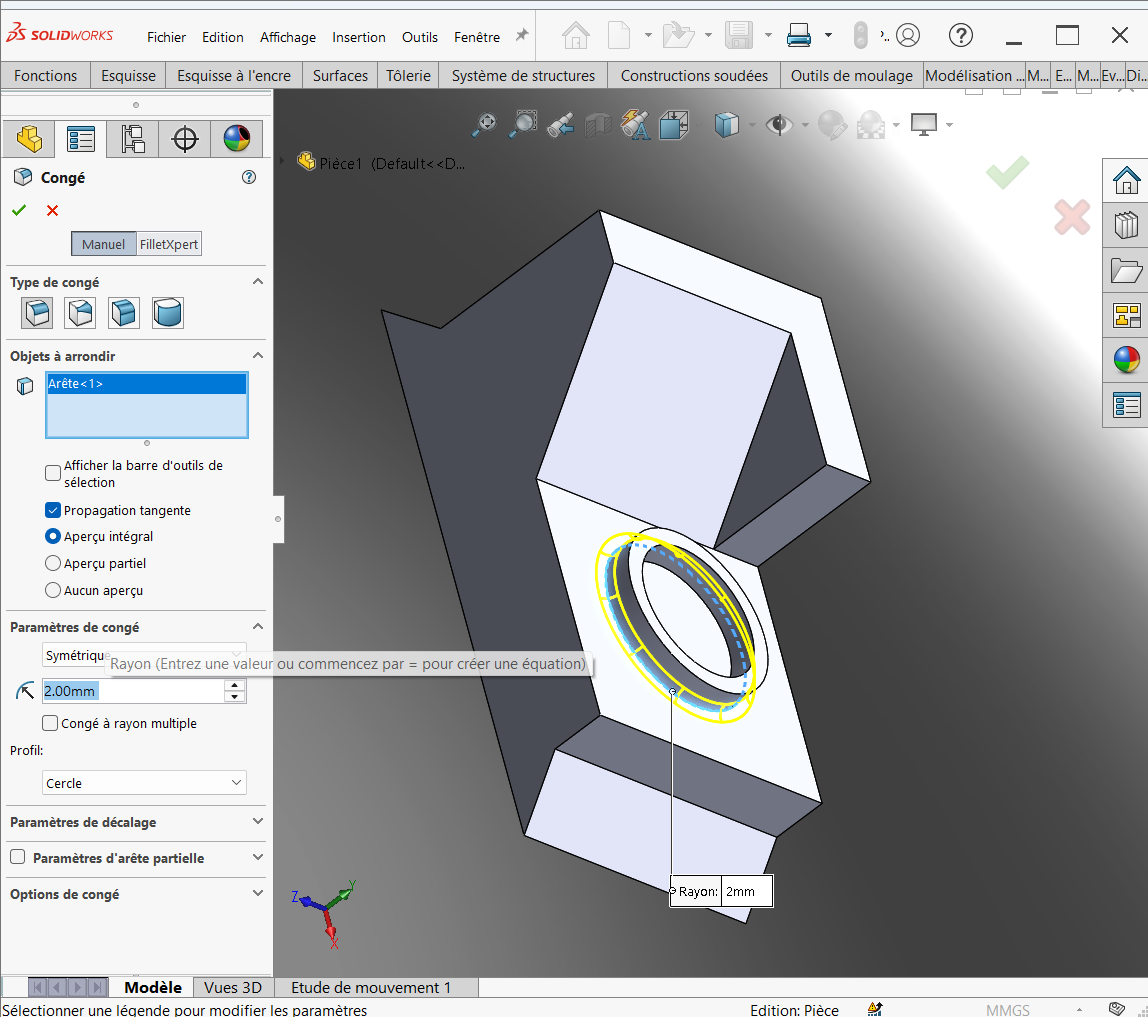 SOLIDWORKS
Fichier Edition Affichage Insertion Outils Fenêtre
Fonctions Esquisse Esquisse à l'encre Surfaces Tôlerie Système de structures Constructions soudées Outils de moulage Modélisation ... M... E... M... Ev... Di...
Pièce1 (Default<<D...
Congé
Manuel FilletXpert
Type de congé
Objets à arrondir
Arête<1>
Afficher la barre d'outils de
sélection
Propagation tangente
Aperçu intégral
Aperçu partiel
Aucun aperçu
Paramètres de congé
Symétrique
Rayon (Entrez une valeur ou commencez par = pour créer une équation)
2.00mm
Congé à rayon multiple
Profil:
Cercle
Paramètres de décalage
Paramètres d'arête partielle
Options de congé
Rayon: 2mm
Z Y X
Modèle Vues 3D Etude de mouvement 1
Sélectionner une légende pour modifier les paramètres Edition: Pièce MMGS